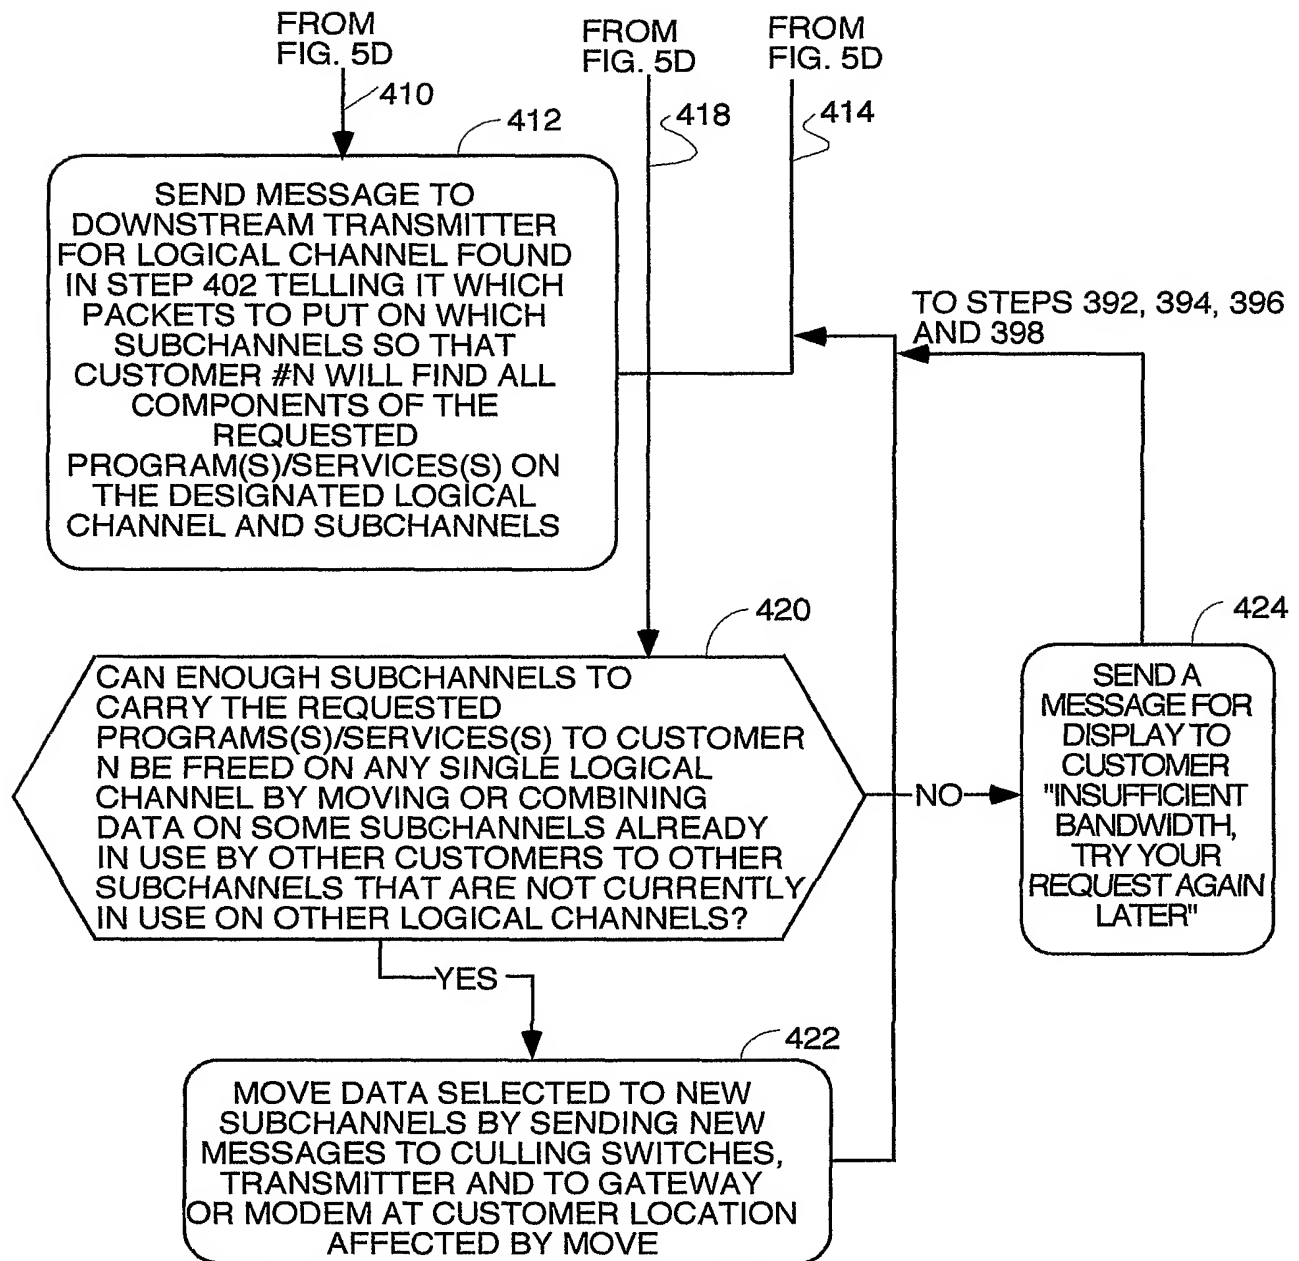 FROM
FIG. 5D
FROM
FIG. 5D
FROM
FIG. 5D
410
412
418
414
SEND MESSAGE TO
DOWNSTREAM TRANSMITTER
FOR LOGICAL CHANNEL FOUND
IN STEP 402 TELLING IT WHICH
PACKETS TO PUT ON WHICH
SUBCHANNELS SO THAT
CUSTOMER #N WILL FIND ALL
COMPONENTS OF THE
REQUESTED
PROGRAM(S)/SERVICES(S) ON
THE DESIGNATED LOGICAL
CHANNEL AND SUBCHANNELS
TO STEPS 392, 394, 396
AND 398
420
CAN ENOUGH SUBCHANNELS TO
CARRY THE REQUESTED
PROGRAMS(S)/SERVICES(S) TO CUSTOMER
N BE FREED ON ANY SINGLE LOGICAL
CHANNEL BY MOVING OR COMBINING
DATA ON SOME SUBCHANNELS ALREADY
IN USE BY OTHER CUSTOMERS TO OTHER
SUBCHANNELS THAT ARE NOT CURRENTLY
IN USE ON OTHER LOGICAL CHANNELS?
NO
424
SEND A
MESSAGE FOR
DISPLAY TO
CUSTOMER
"INSUFFICIENT
BANDWIDTH,
TRY YOUR
REQUEST AGAIN
LATER"
YES
422
MOVE DATA SELECTED TO NEW
SUBCHANNELS BY SENDING NEW
MESSAGES TO CULLING SWITCHES,
TRANSMITTER AND TO GATEWAY
OR MODEM AT CUSTOMER LOCATION
AFFECTED BY MOVE